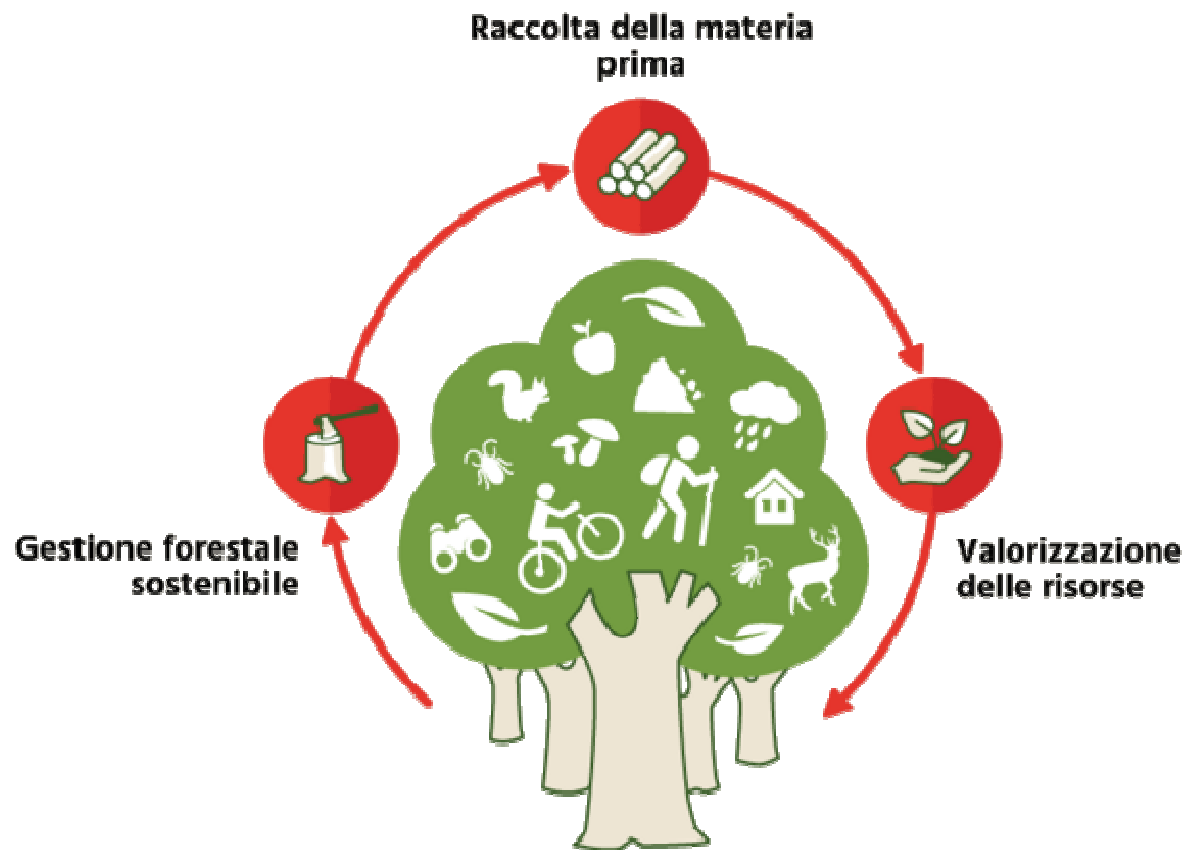 Raccolta della materia
prima
Gestione forestale
sostenibile
Valorizzazione
delle risorse